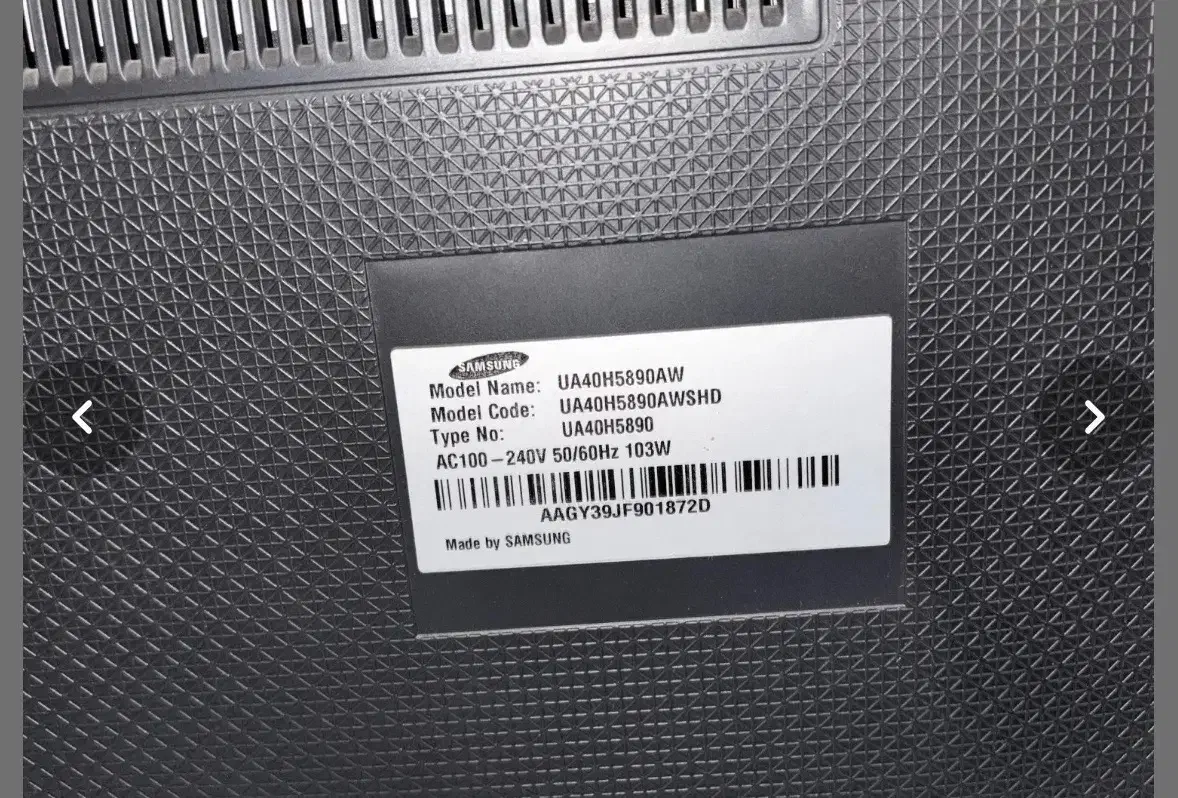 SAMSUNG
Model Name: UA40H5890AW
Model Code: UA40H5890AWSHD
Type No: UA40H5890
AC100-240V 50/60Hz 103W
AAGY39JF901872D
Made by SAMSUNG